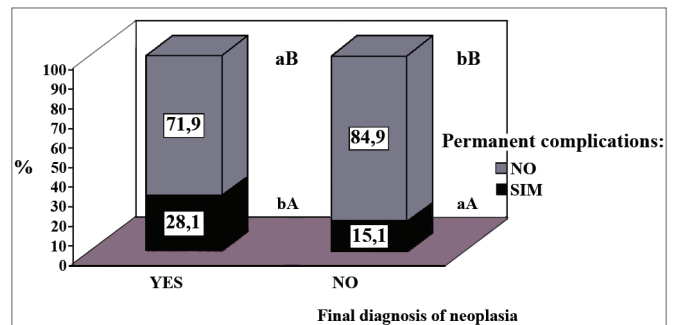 aB bB
100
90
80
70
60
50
40
30
20
10
0
%
71,9 84,9
28,1 15,1
bA aA
Permanent complications:
NO
SIM
YES NO
Final diagnosis of neoplasia